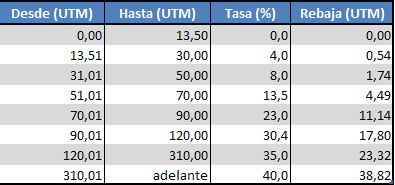 Desde (UTM) Hasta (UTM) Tasa (%) Rebaja (UTM)
0,00 13,50 0,0 0,00
13,51 30,00 4,0 0,54
31,01 50,00 8,0 1,74
51,01 70,00 13,5 4,49
70,01 90,00 23,0 11,14
90,01 120,00 30,4 17,80
120,01 310,00 35,0 23,32
310,01 adelante 40,0 38,82